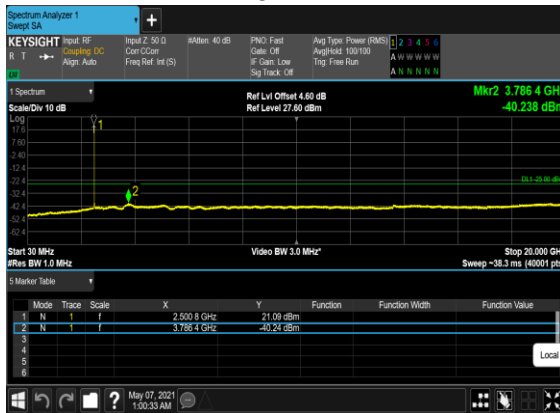 Spectrum Analyzer 1
Swept SA
+
KEYSIGHT Input: RF Input Z: 50 Ω #Atten: 40 dB PNO: Fast Avg Type: Power (RMS) 1 2 3 4 5 6
R T Coupling: DC Corr CCorr Gate: Off Avg|Hold: 100/100 A W W W W W
Align: Auto Freq Ref: Int (S) IF Gain: Low Trig: Free Run
Sig Track: Off A N N N N N
1 Spectrum
Ref Lvl Offset 4.60 dB Mkr2 3.786 4 GH
Scale/Div 10 dB Ref Level 27.60 dBm -40.238 dBm
Log
17.6 1
7.60
-2.40
-12.4
-22.4 DL1 -25.00 dB
-32.4 2
-42.4
-52.4
-62.4
Start 30 MHz Video BW 3.0 MHz* Stop 20.000 GH
#Res BW 1.0 MHz Sweep ~38.3 ms (40001 pts
5 Marker Table
Mode Trace Scale X Y Function Function Width Function Value
1 N 1 f 2.500 8 GHz 21.09 dBm
2 N 1 f 3.786 4 GHz -40.24 dBm
3
4
5
6
Local
? May 07, 2021
1:00:33 AM